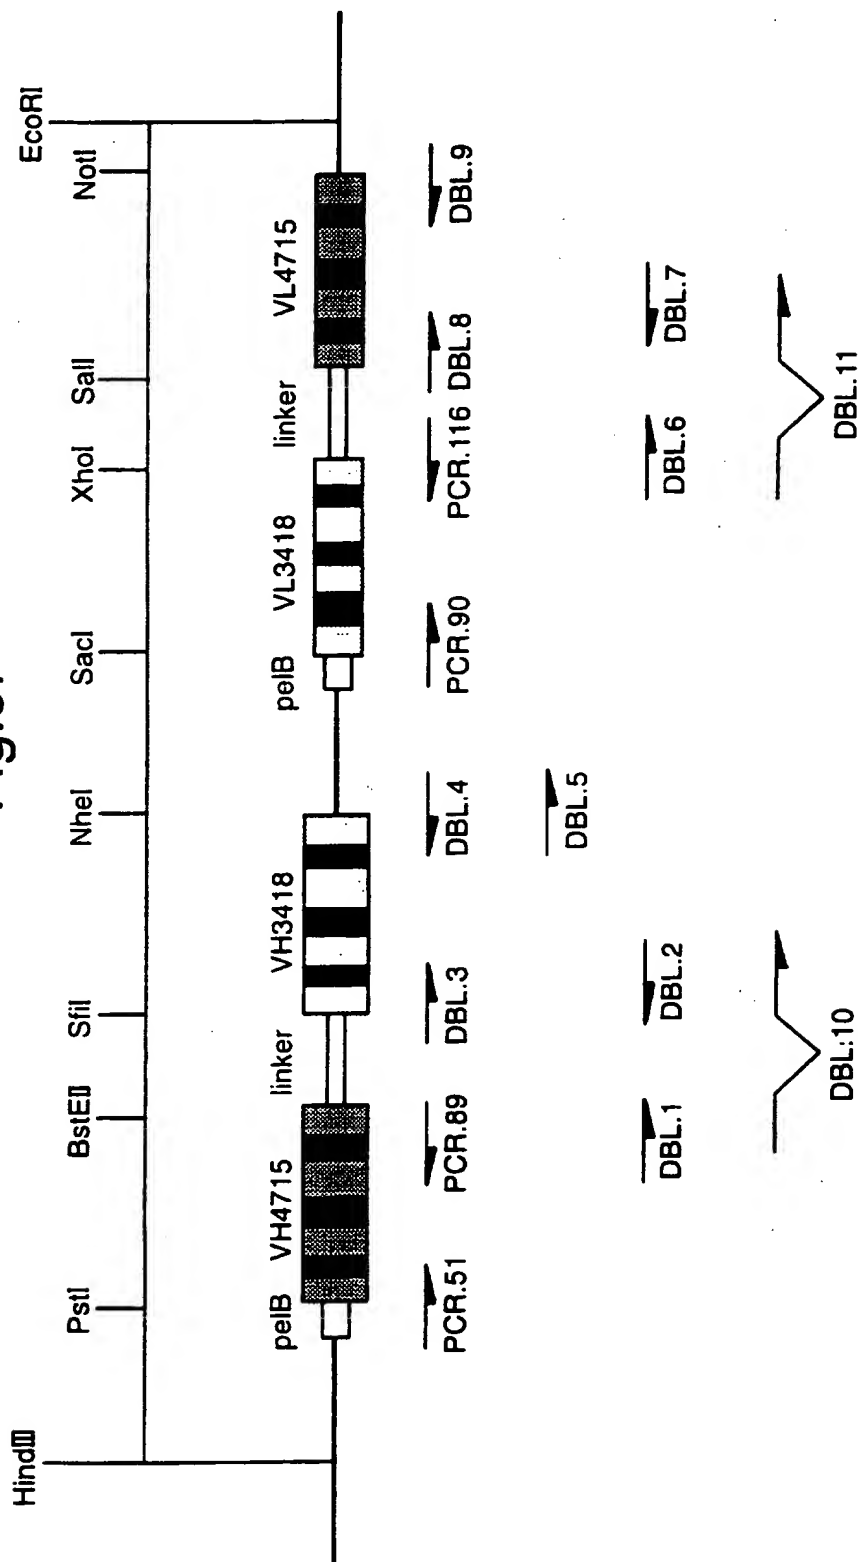 Fig.
HindⅢ
EcoRI
PstI
BstEⅡ
SfiI
NheI
SacI
XhoI
SalI
NotI
pelB
VH4715
linker
VH3418
pelB
VL3418
linker
VL4715
PCR.51
PCR.89
DBL.3
DBL.4
PCR.90
PCR.116
DBL.8
DBL.9
DBL.5
DBL.1
DBL.2
DBL.6
DBL.7
DBL:10
DBL.11